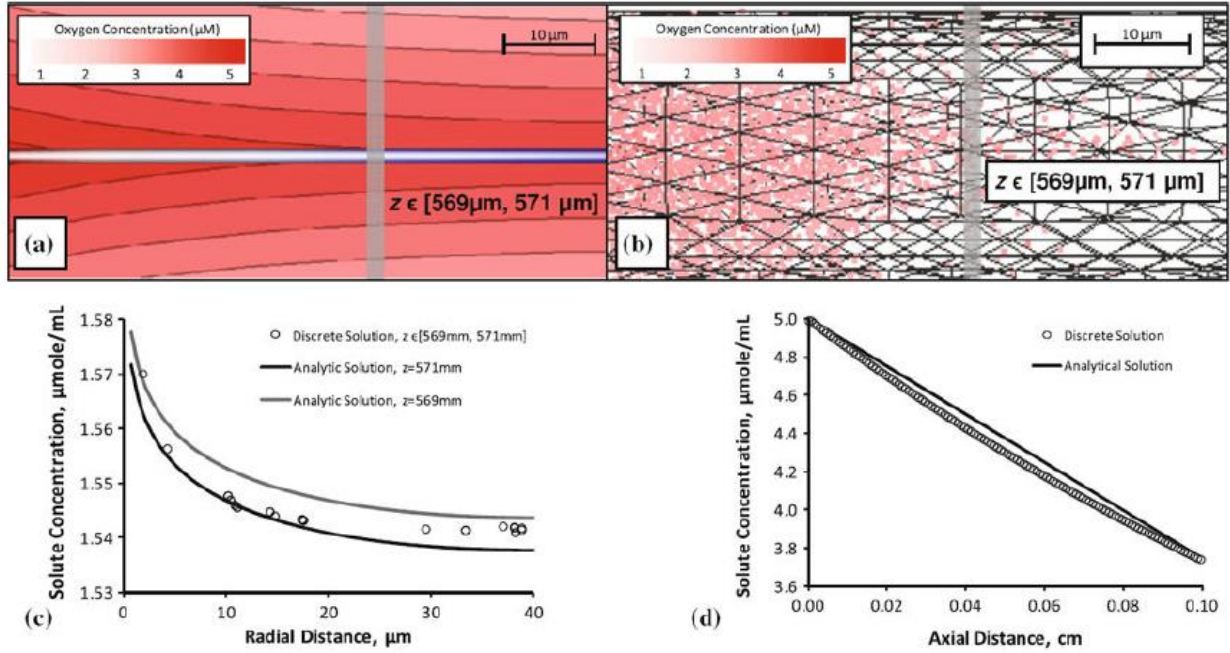 Oxygen Concentration (µM)
1 2 3 4 5
10 µm
z ϵ [569µm, 571 µm]
(a)
Oxygen Concentration (µM)
1 2 3 4 5
10 µm
z ϵ [569µm, 571 µm]
(b)
Solute Concentration, µmole/mL
1.58
1.57
1.56
1.55
1.54
1.53
0 10 20 30 40
Radial Distance, µm
Discrete Solution, z ϵ[569mm, 571mm]
Analytic Solution, z=571mm
Analytic Solution, z=569mm
(c)
Solute Concentration, µmole/mL
5.0
4.8
4.4
4.2
3.8
3.6
0.00 0.02 0.04 0.06 0.08 0.10
Axial Distance, cm
Discrete Solution
Analytical Solution
(d)